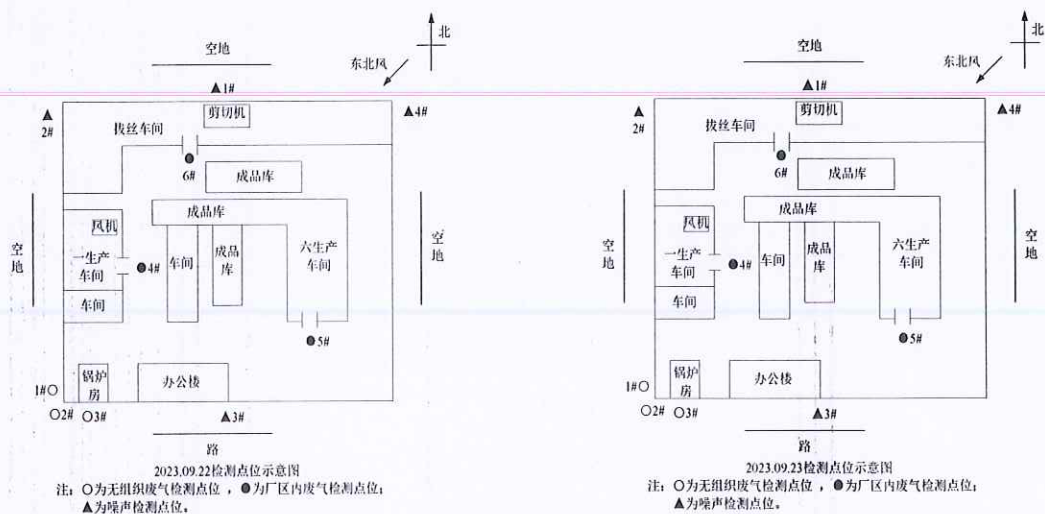 北
空地
东北风
▲1#
▲2#
剪切机
▲4#
拔丝车间
6#
成品库
成品库
风机
空地
一生产车间
4#
车间
成品库
六生产车间
空地
车间
5#
锅炉房
办公楼
1#○
○2#
○3#
▲3#
路
2023.09.22检测点位示意图
注：○为无组织废气检测点位，●为厂区内废气检测点位；
▲为噪声检测点位。
北
空地
东北风
▲1#
▲2#
剪切机
▲4#
拔丝车间
6#
成品库
成品库
风机
空地
一生产车间
4#
车间
成品库
六生产车间
空地
车间
5#
锅炉房
办公楼
1#○
○2#
○3#
▲3#
路
2023.09.23检测点位示意图
注：○为无组织废气检测点位，●为厂区内废气检测点位；
▲为噪声检测点位。